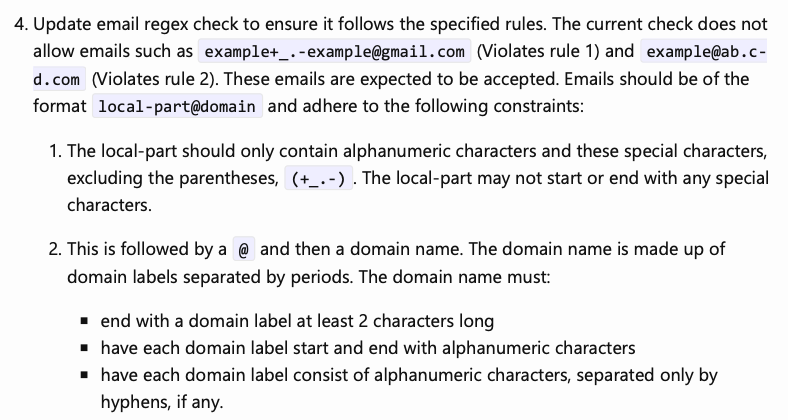 4. Update email regex check to ensure it follows the specified rules. The current check does not
allow emails such as example+_.-example@gmail.com (Violates rule 1) and example@ab.c-
d.com (Violates rule 2). These emails are expected to be accepted. Emails should be of the
format local-part@domain and adhere to the following constraints:
1. The local-part should only contain alphanumeric characters and these special characters,
excluding the parentheses, (+_.-). The local-part may not start or end with any special
characters.
2. This is followed by a @ and then a domain name. The domain name is made up of
domain labels separated by periods. The domain name must:
▪ end with a domain label at least 2 characters long
▪ have each domain label start and end with alphanumeric characters
▪ have each domain label consist of alphanumeric characters, separated only by
hyphens, if any.